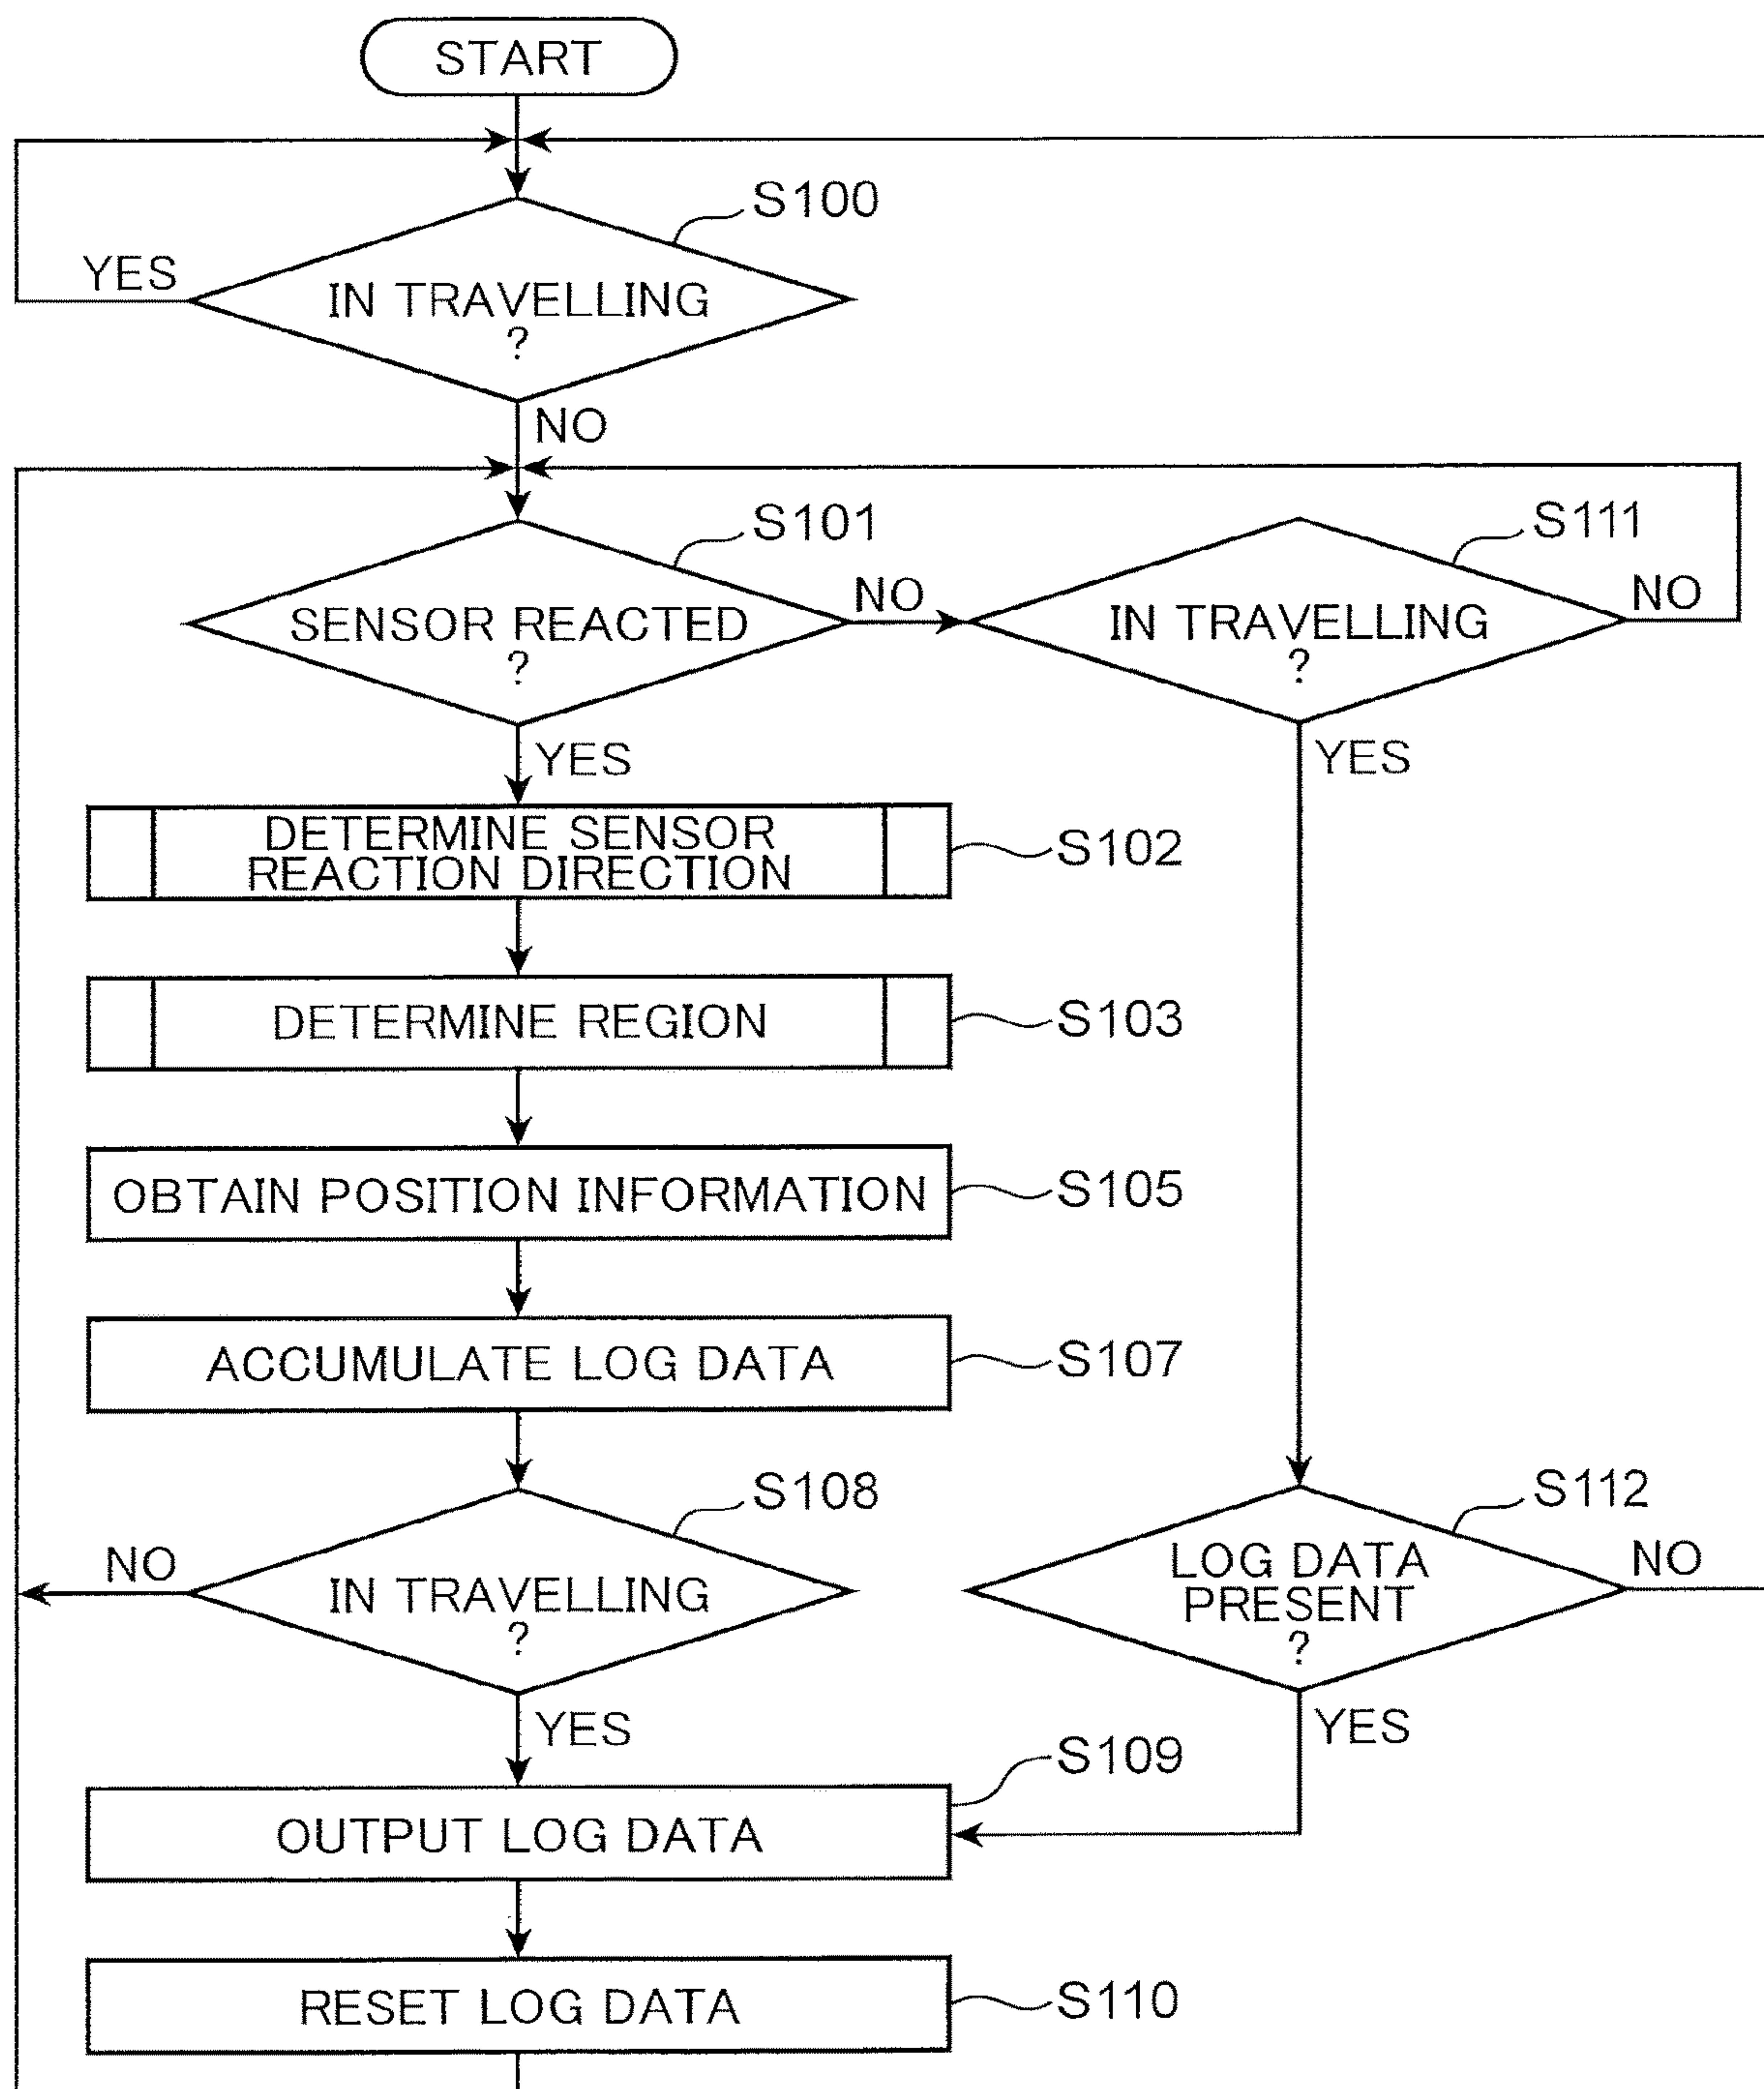 START
S100
YES
IN TRAVELLING
?
NO
S101
S111
NO
NO
SENSOR REACTED
?
IN TRAVELLING
?
YES
YES
DETERMINE SENSOR
REACTION DIRECTION
S102
DETERMINE REGION
S103
OBTAIN POSITION INFORMATION
S105
ACCUMULATE LOG DATA
S107
S108
S112
NO
IN TRAVELLING
?
LOG DATA
PRESENT
?
NO
YES
YES
S109
OUTPUT LOG DATA
RESET LOG DATA
S110